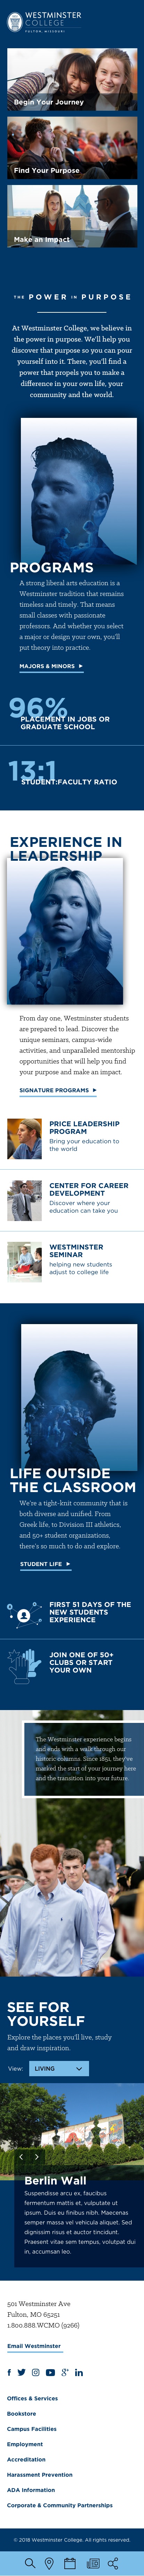 WESTMINSTER
COLLEGE
FULTON, MISSOURI
Begin Your Journey
Find Your Purpose
Make an Impact
THE POWER IN PURPOSE
At Westminster College, we believe in
the power in purpose. We'll help you
discover that purpose so you can pour
yourself into it. There, you'll find a
power that propels you to make a
difference in your own life, your
community and the world.
PROGRAMS
A strong liberal arts education is a
Westminster tradition that remains
timeless and timely. That means
small classes with passionate
professors. And whether you select
a major or design your own, you'll
put theory into practice.
MAJORS & MINORS
96%
PLACEMENT IN JOBS OR
GRADUATE SCHOOL
13:1
STUDENT:FACULTY RATIO
EXPERIENCE IN
LEADERSHIP
From day one, Westminster students
are prepared to lead. Discover the
unique seminars, campus-wide
activities, and unparalleled mentorship
opportunities that will help you find
your purpose and make an impact.
SIGNATURE PROGRAMS
PRICE LEADERSHIP
PROGRAM
Bring your education to
the world
CENTER FOR CAREER
DEVELOPMENT
Discover where your
education can take you
WESTMINSTER
SEMINAR
helping new students
adjust to college life
LIFE OUTSIDE
THE CLASSROOM
We're a tight-knit community that is
both diverse and unified. From
Greek life, to Division III athletics,
and 50+ student organizations,
there's so much to do and explore.
STUDENT LIFE
FIRST 51 DAYS OF THE
NEW STUDENTS
EXPERIENCE
JOIN ONE OF 50+
CLUBS OR START
YOUR OWN
The Westminster experience begins
and ends with a walk through our
historic columns. Since 1851, they've
marked the start of your journey here
and the transition into your future.
SEE FOR
YOURSELF
Explore the places you'll live, study
and draw inspiration.
View:
LIVING
Berlin Wall
Suspendisse arcu ex, faucibus
fermentum mattis et, vulputate ut
ipsum. Duis eu finibus nibh. Maecenas
semper massa vel vehicula aliquet. Sed
dignissim risus et auctor tincidunt.
Praesent vitae sem eros. Volutpat dui
in, accumsan leo.
501 Westminster Ave
Fulton, MO 65251
1.800.888.WCMO (9266)
Email Westminster
Offices & Services
Bookstore
Campus Facilities
Employment
Accreditation
Harassment Prevention
ADA Information
Corporate & Community Partnerships
© 2018 Westminster College. All rights reserved.